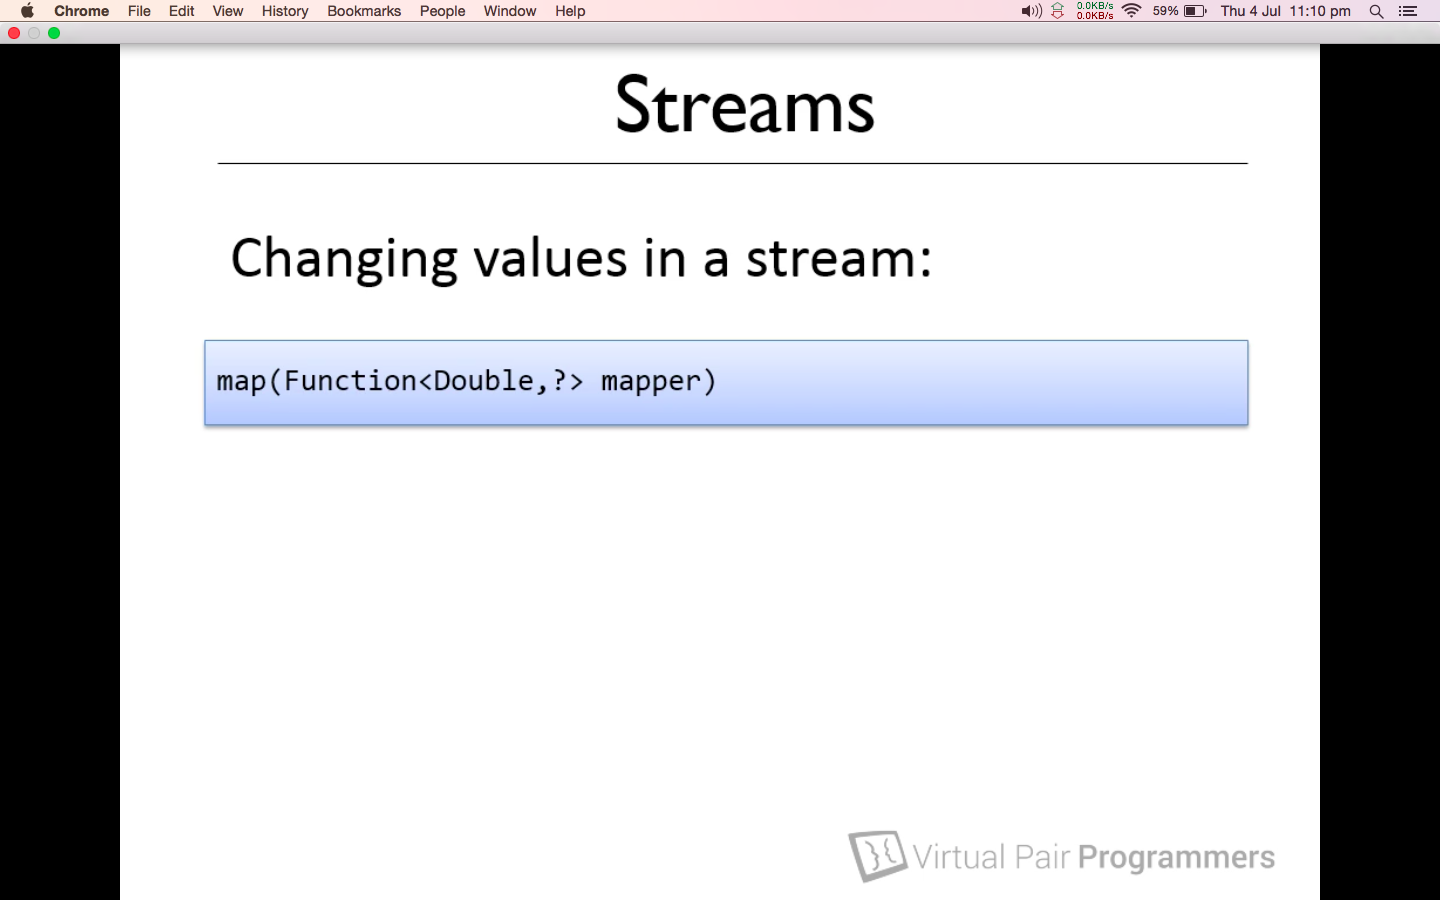 Chrome File Edit View History Bookmarks People Window Help 0.0KB/s 59% Thu 4 Jul 11:10 pm
0.0KB/s
Streams
Changing values in a stream:
map(Function<Double,?> mapper)
Virtual Pair Programmers